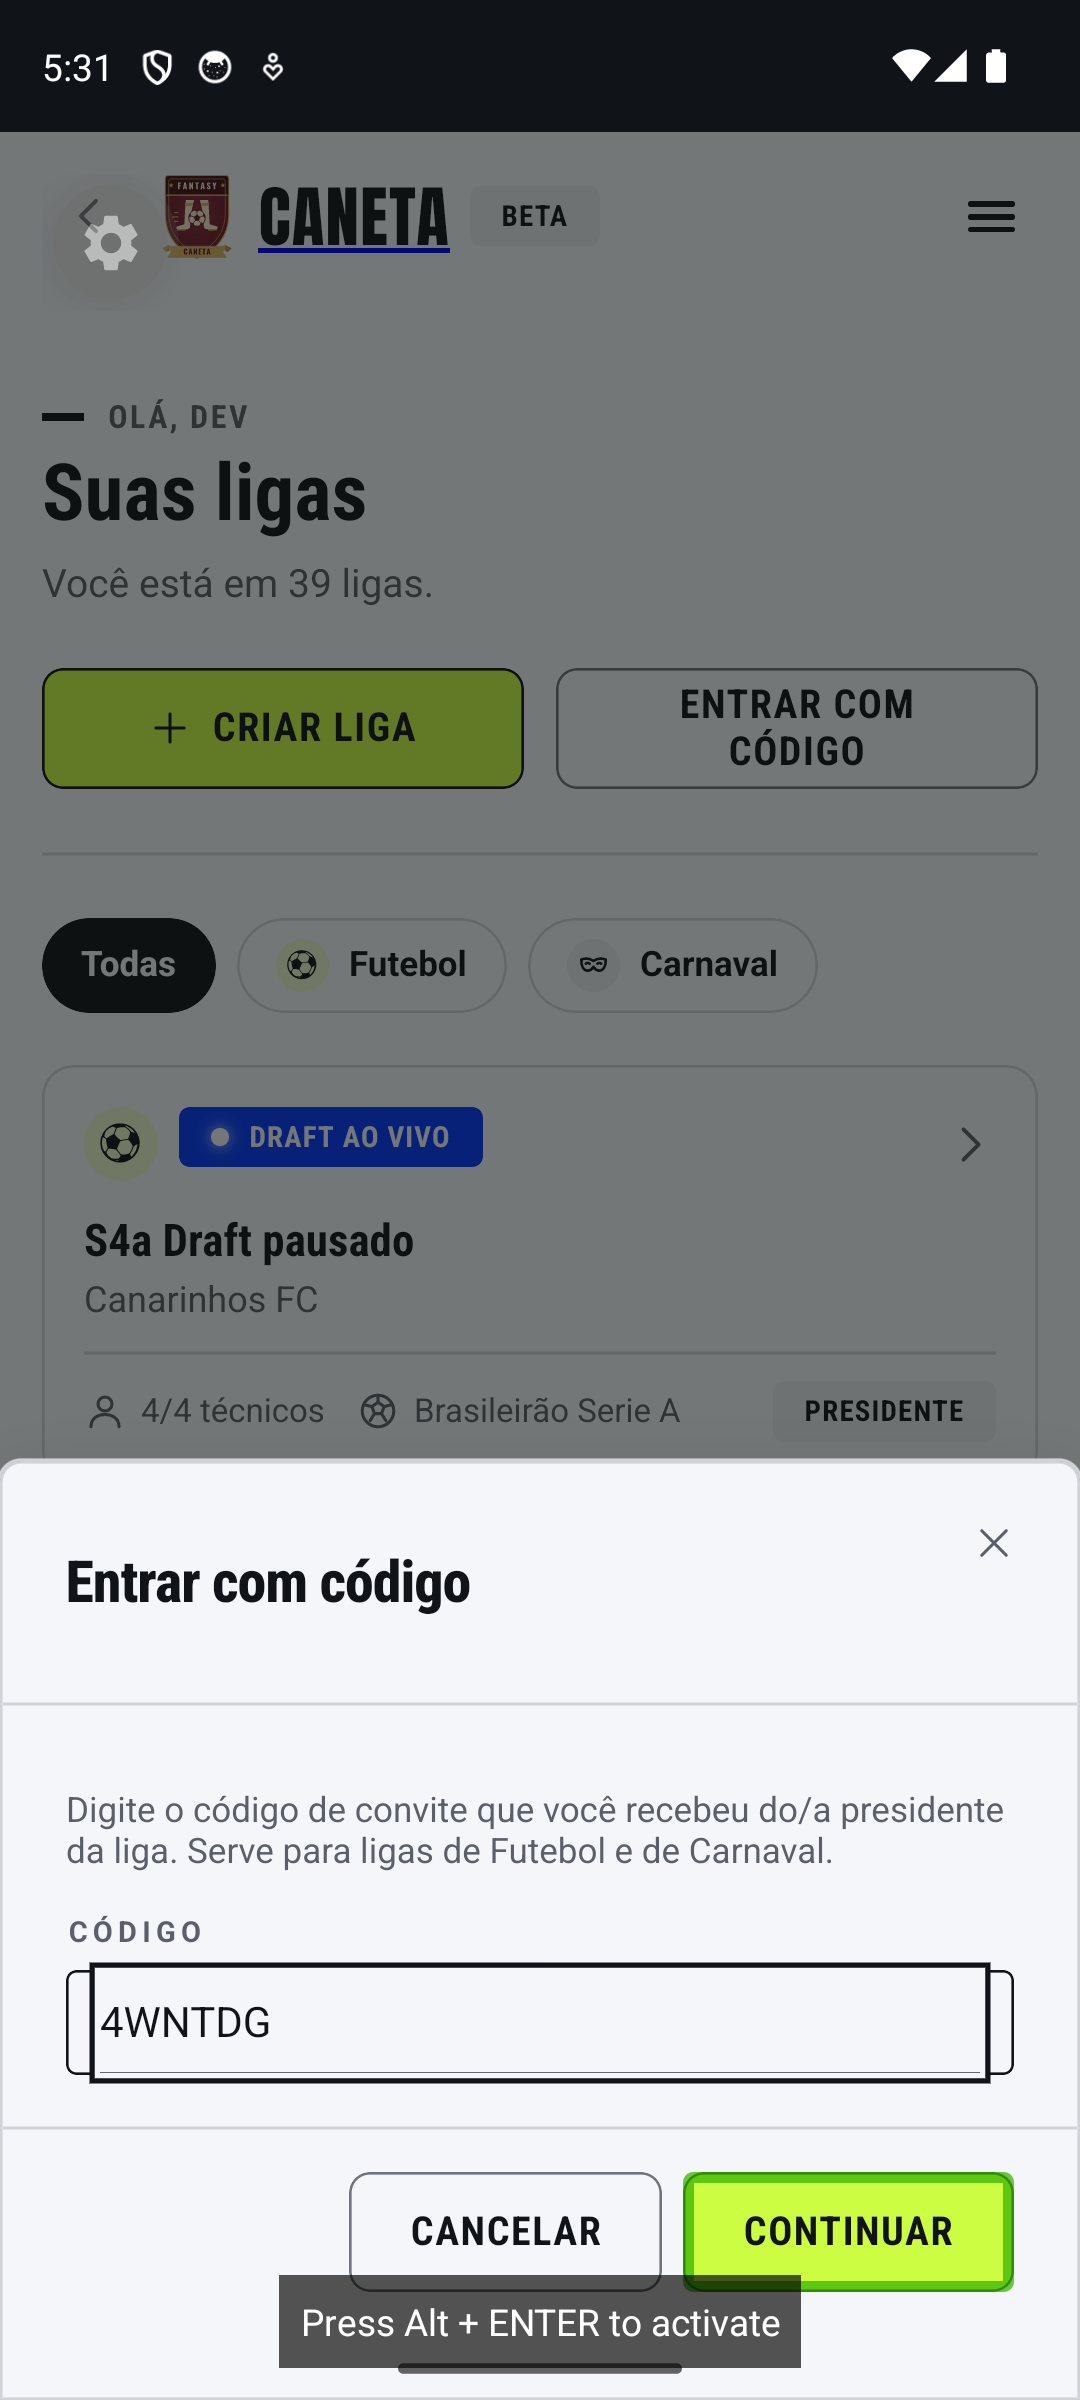 5:31
FANTASY
CANETA
CANETA
BETA
OLÁ, DEV
Suas ligas
Você está em 39 ligas.
CRIAR LIGA
ENTRAR COM
CÓDIGO
Todas
Futebol
Carnaval
DRAFT AO VIVO
S4a Draft pausado
Canarinhos FC
4/4 técnicos
Brasileirão Serie A
PRESIDENTE
Entrar com código
Digite o código de convite que você recebeu do/a presidente
da liga. Serve para ligas de Futebol e de Carnaval.
CÓDIGO
4WNTDG
CANCELAR
CONTINUAR
Press Alt + ENTER to activate